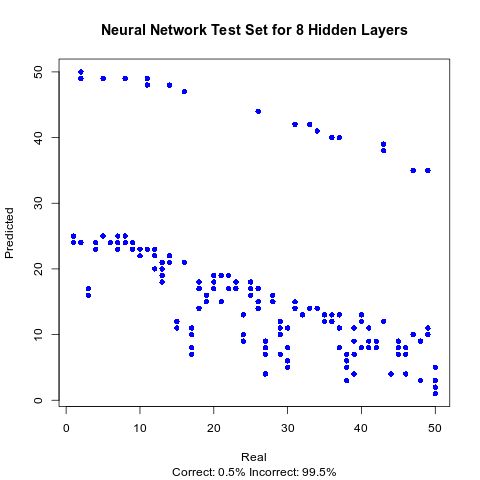 Neural Network Test Set for 8 Hidden Layers
Predicted
50
40
30
20
10
0
0 10 20 30 40 50
Real
Correct: 0.5% Incorrect: 99.5%